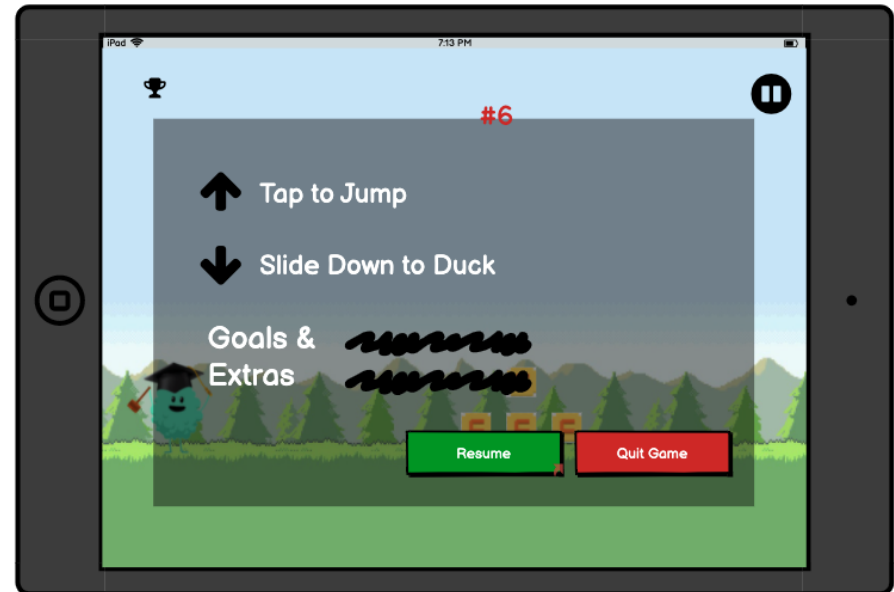 iPad 7:13 PM
#6
Tap to Jump
Slide Down to Duck
Goals &
Extras
Resume Quit Game